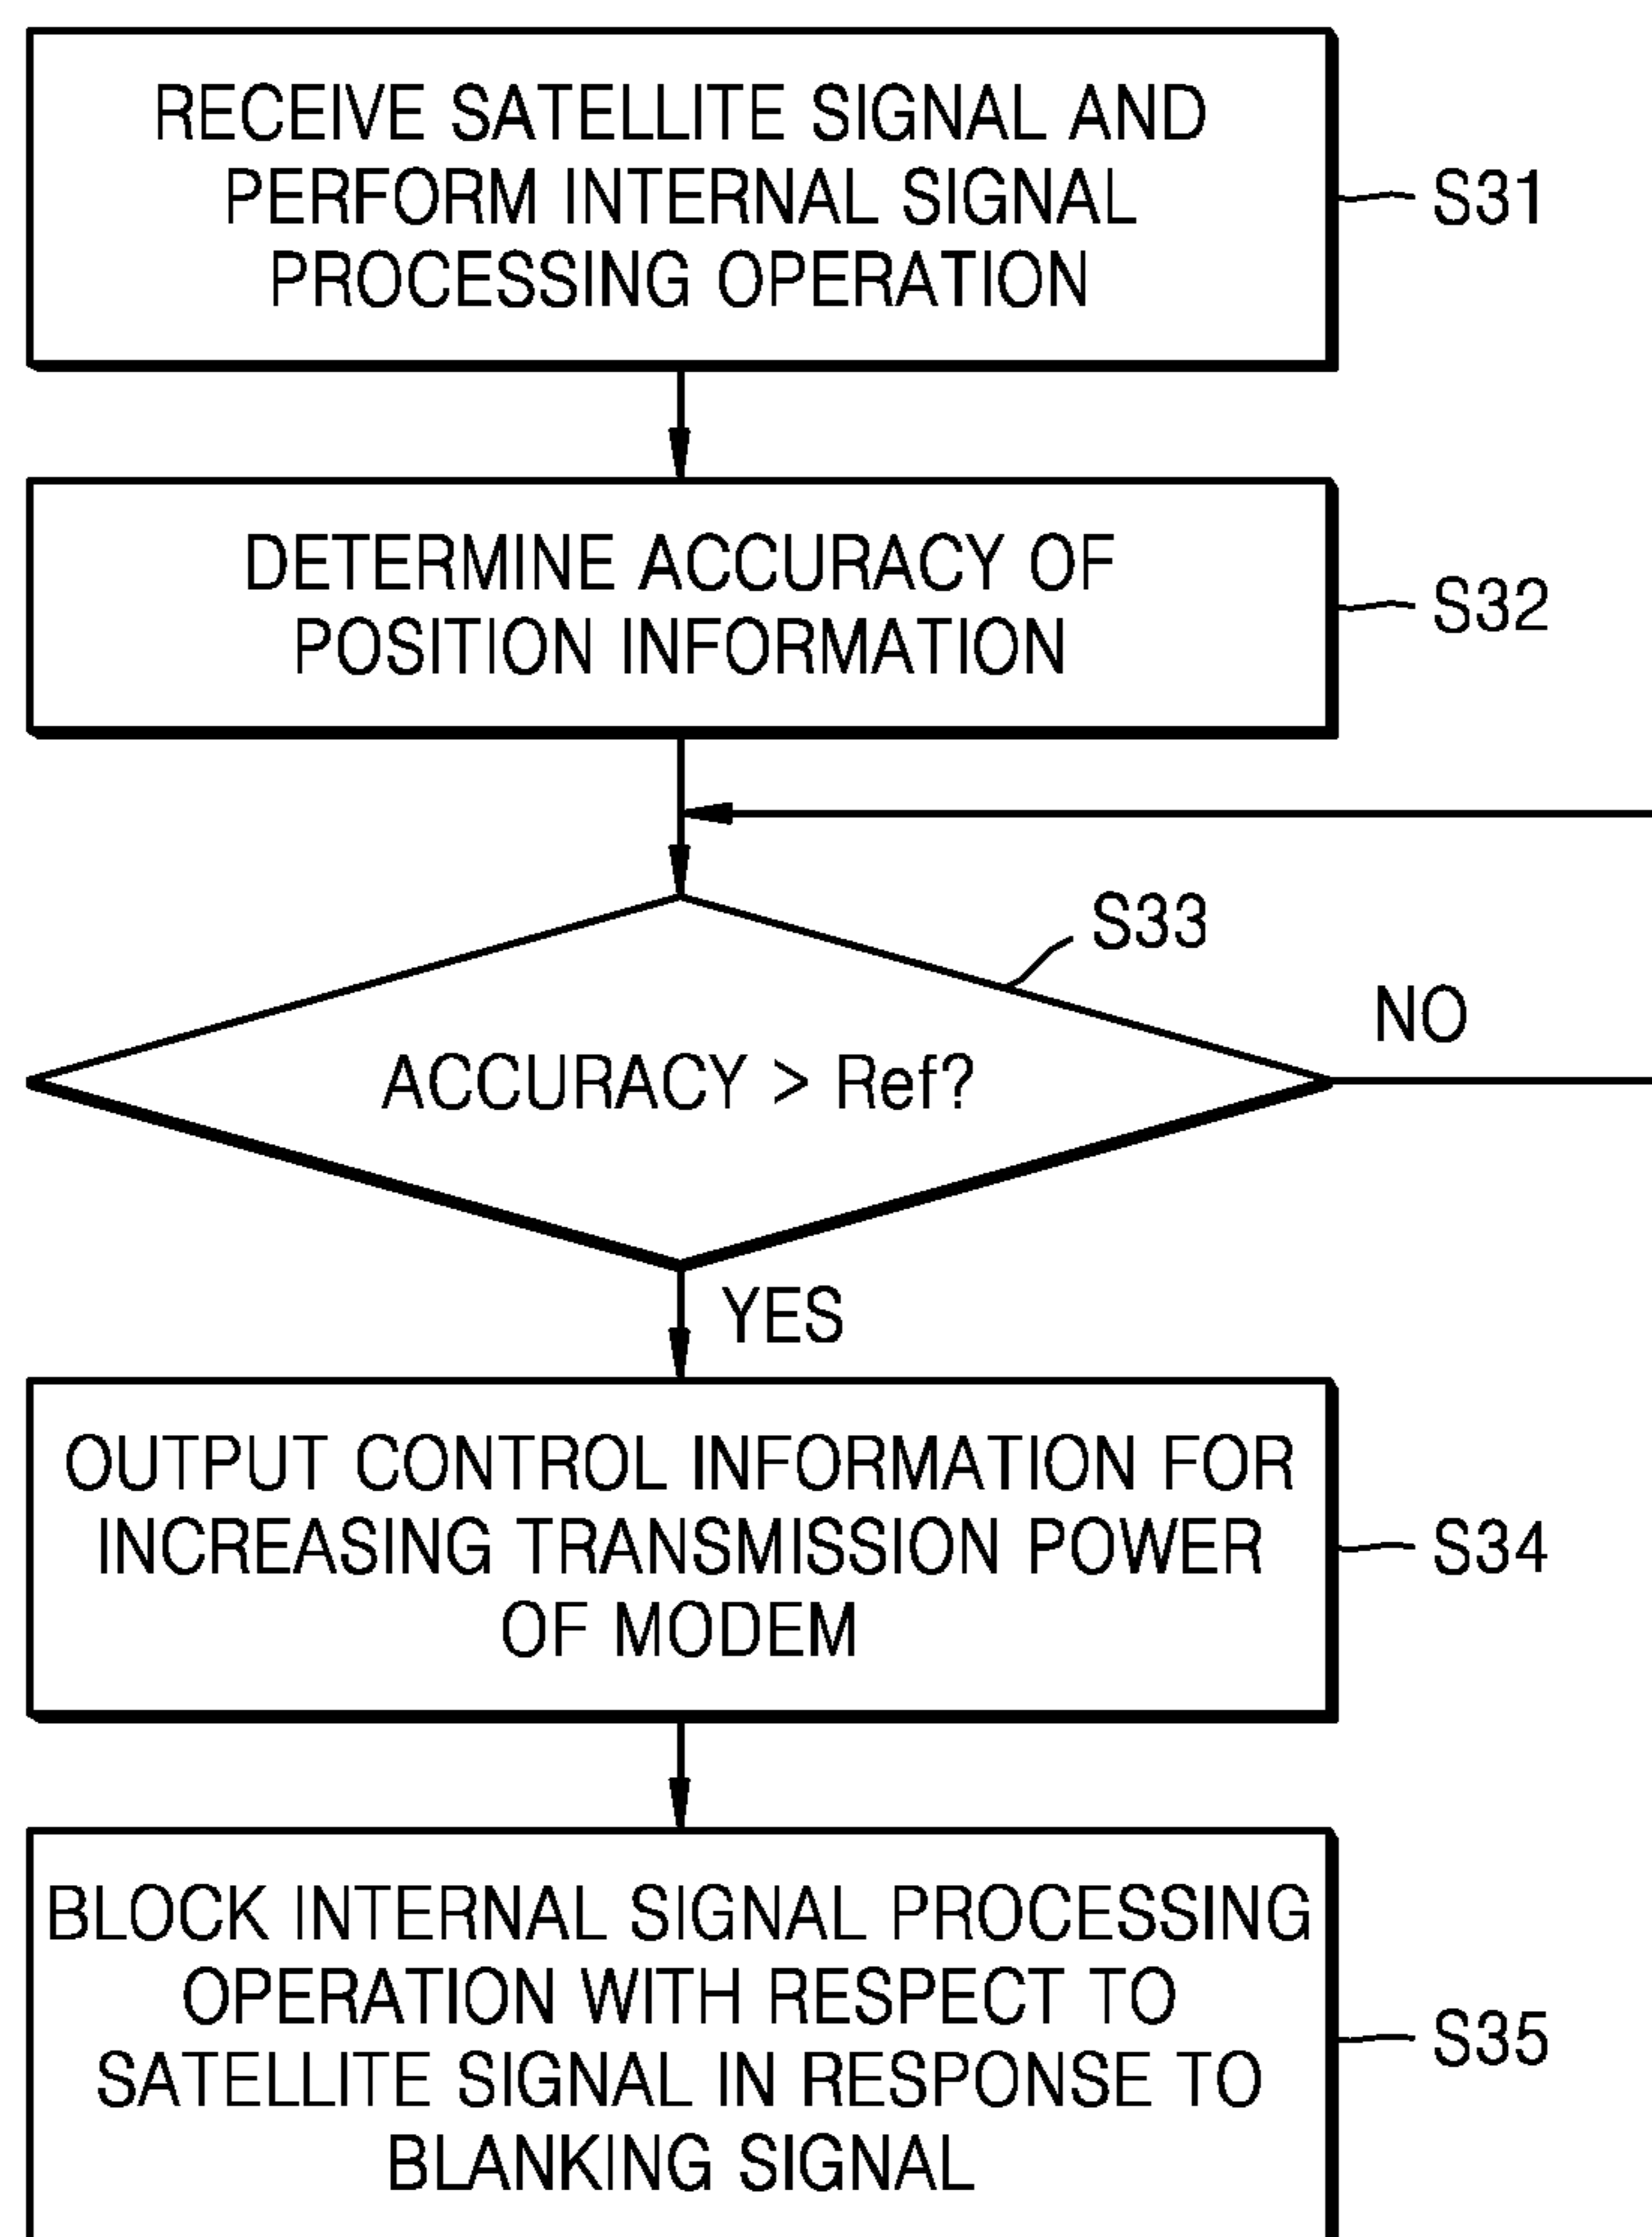 RECEIVE SATELLITE SIGNAL AND
PERFORM INTERNAL SIGNAL
PROCESSING OPERATION
S31
DETERMINE ACCURACY OF
POSITION INFORMATION
S32
S33
NO
ACCURACY > Ref?
YES
OUTPUT CONTROL INFORMATION FOR
INCREASING TRANSMISSION POWER
OF MODEM
S34
BLOCK INTERNAL SIGNAL PROCESSING
OPERATION WITH RESPECT TO
SATELLITE SIGNAL IN RESPONSE TO
BLANKING SIGNAL
S35